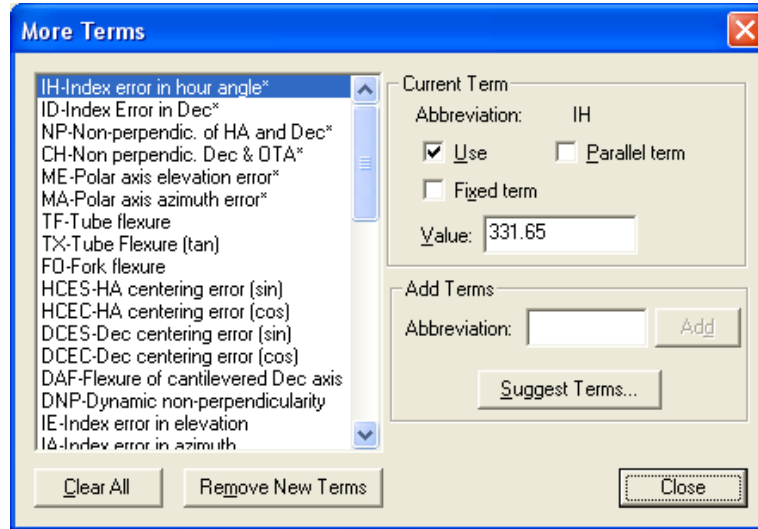 More Terms
IH-Index error in hour angle*
ID-Index Error in Dec*
NP-Non-perpendic. of HA and Dec*
CH-Non perpendic. Dec & OTA*
ME-Polar axis elevation error*
MA-Polar axis azimuth error*
TF-Tube flexure
TX-Tube Flexure (tan)
FO-Fork flexure
HCES-HA centering error (sin)
HCEC-HA centering error (cos)
DCES-Dec centering error (sin)
DCEC-Dec centering error (cos)
DAF-Flexure of cantilevered Dec axis
DNP-Dynamic non-perpendicularity
IE-Index error in elevation
IA-Index error in azimuth
Current Term
Abbreviation: IH
Use Parallel term
Fixed term
Value: 331.65
Add Terms
Abbreviation: Add
Suggest Terms...
Clear All Remove New Terms Close